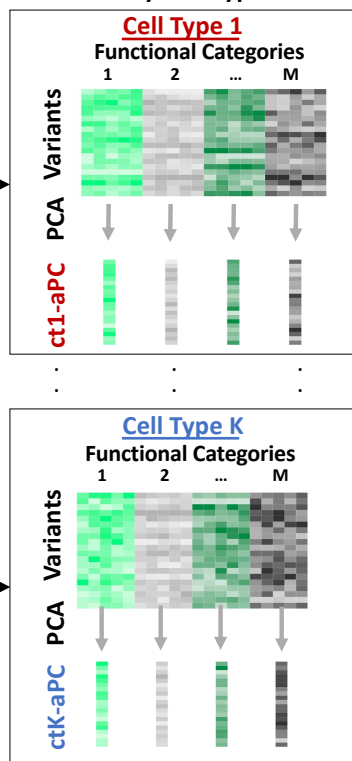 Cell Type 1
Functional Categories
1 2 ... M
Variants
PCA
ct1-aPC
. . .
. . .
Cell Type K
Functional Categories
1 2 ... M
Variants
PCA
ctK-aPC